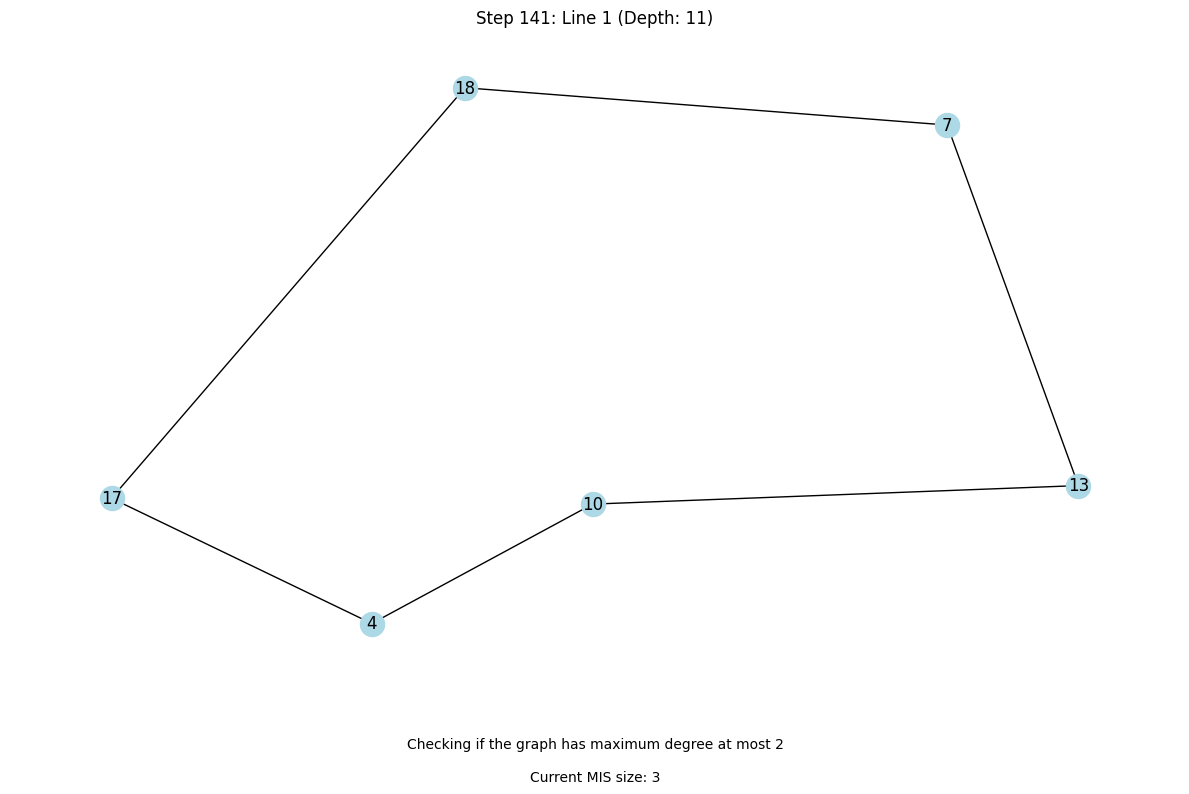 Step 141: Line 1 (Depth: 11)
18
7
17
10
13
4
Checking if the graph has maximum degree at most 2
Current MIS size: 3